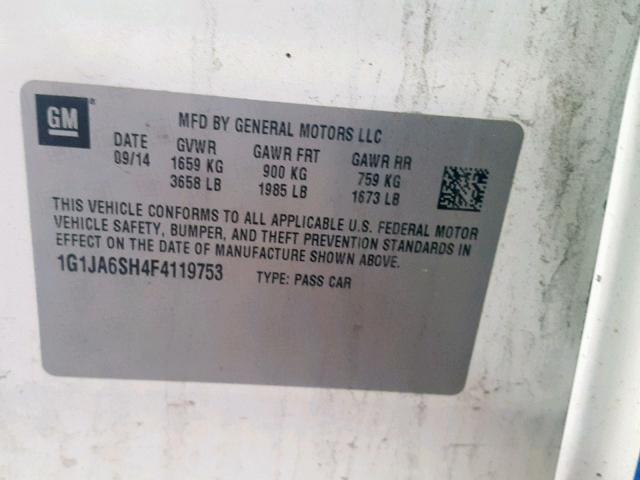 GM ®
MFD BY GENERAL MOTORS LLC
DATE GVWR GAWR FRT GAWR RR
09/14 1659 KG 900 KG 759 KG
3658 LB 1985 LB 1673 LB
THIS VEHICLE CONFORMS TO ALL APPLICABLE U.S. FEDERAL MOTOR
VEHICLE SAFETY, BUMPER, AND THEFT PREVENTION STANDARDS IN
EFFECT ON THE DATE OF MANUFACTURE SHOWN ABOVE.
1G1JA6SH4F4119753 TYPE: PASS CAR